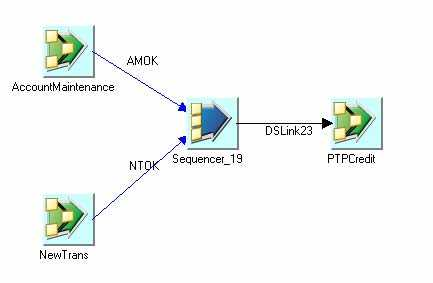 AMOK
AccountMaintenance
DSLink23
Sequencer_19
PTPCredit
NTOK
NewTrans